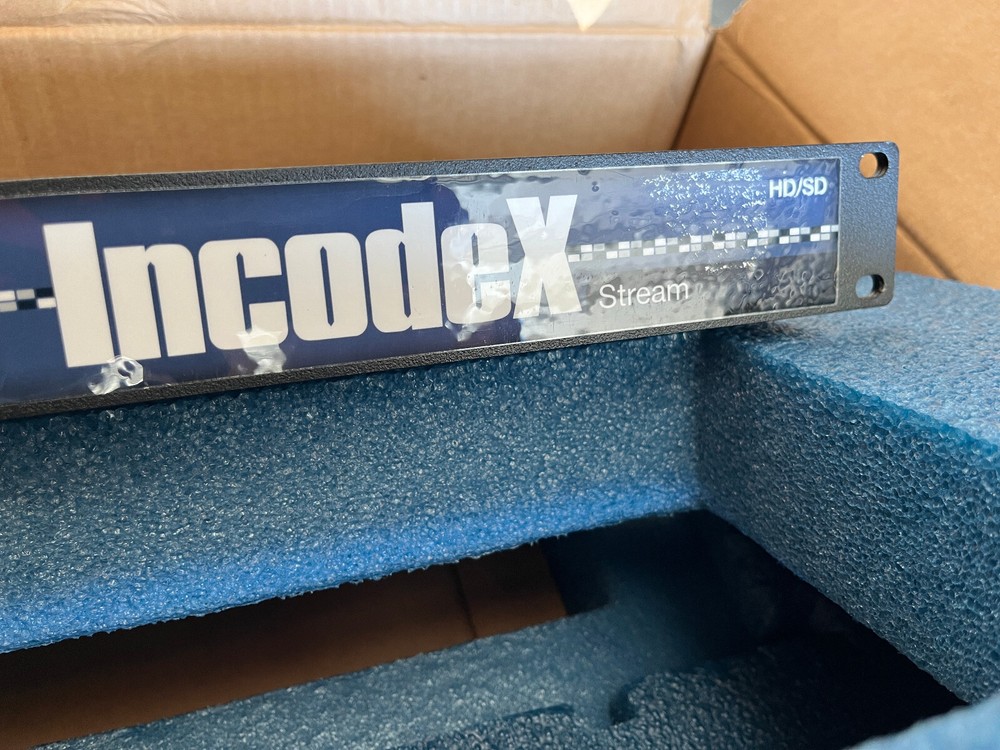 HD/SD
IncodeX
Stream